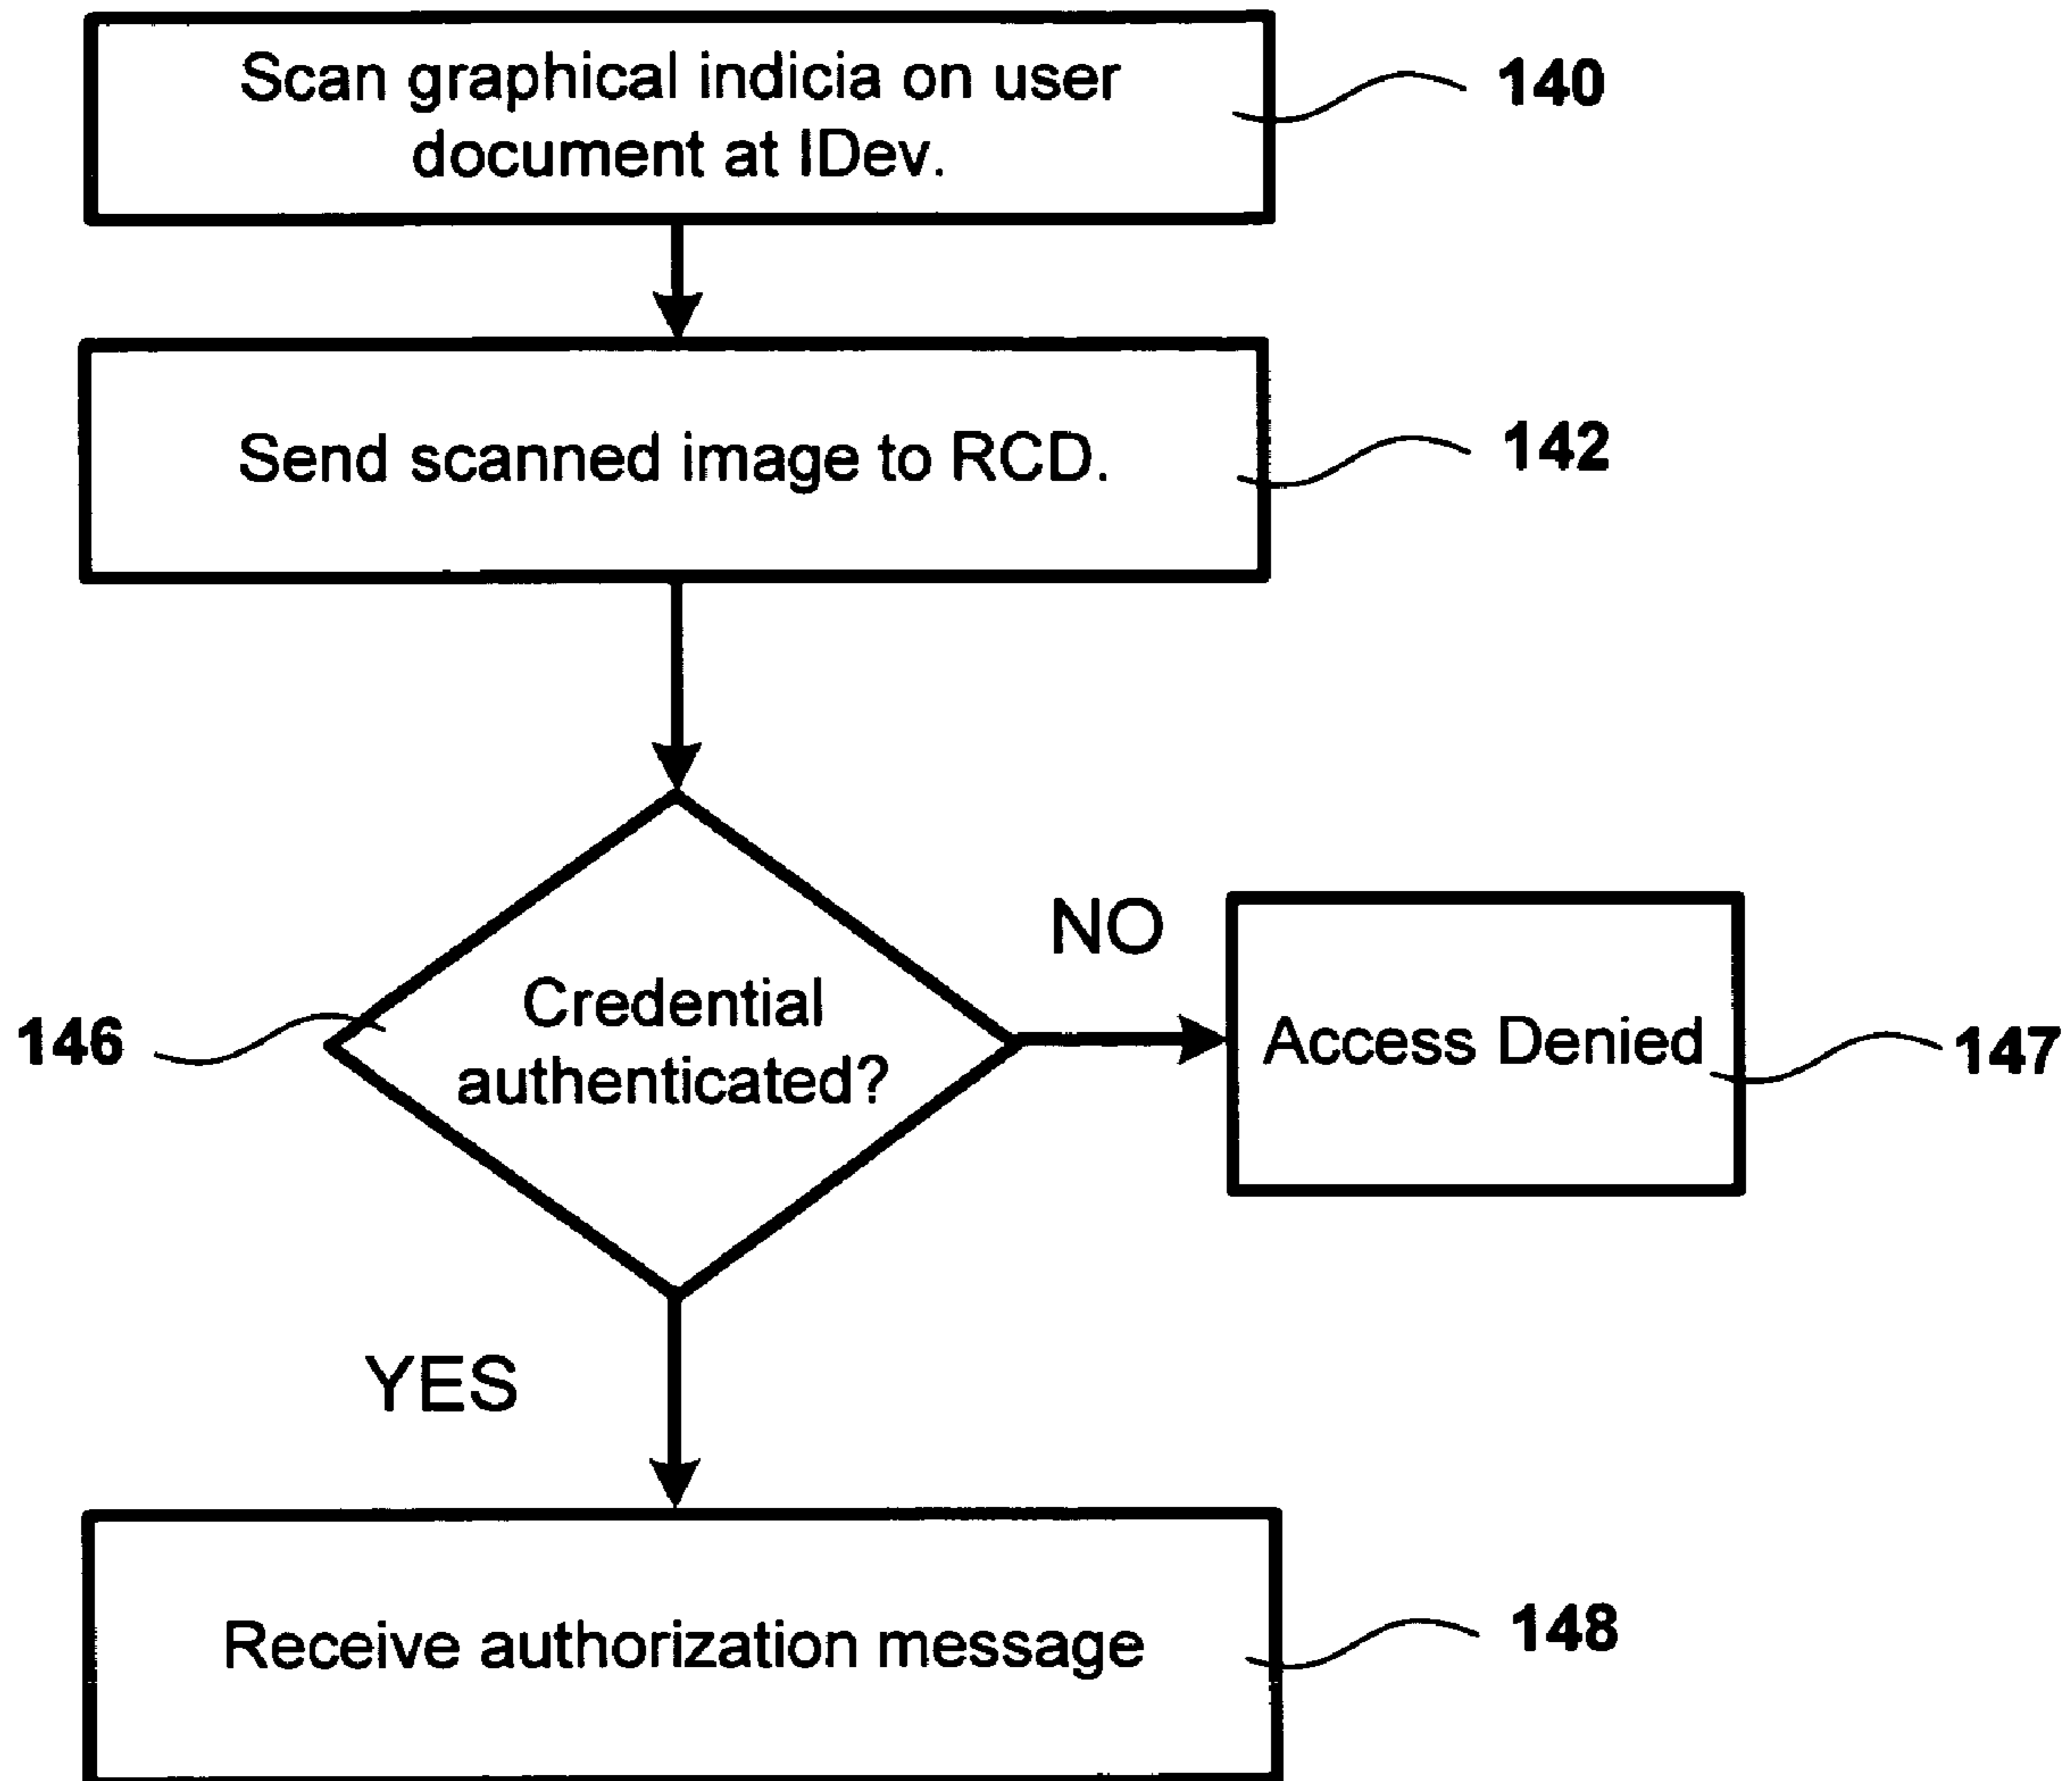 Scan graphical indicia on user
document at IDev.
140
Send scanned image to RCD.
142
Credential
authenticated?
146
NO
Access Denied
147
YES
Receive authorization message
148